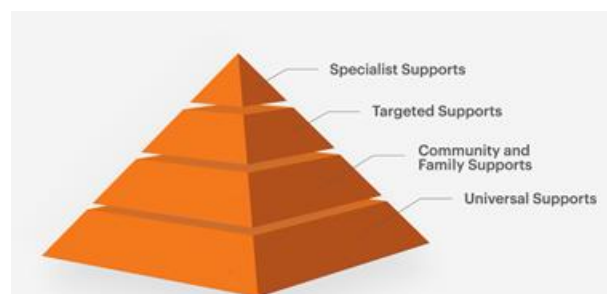 Specialist Supports
Targeted Supports
Community and
Family Supports
Universal Supports